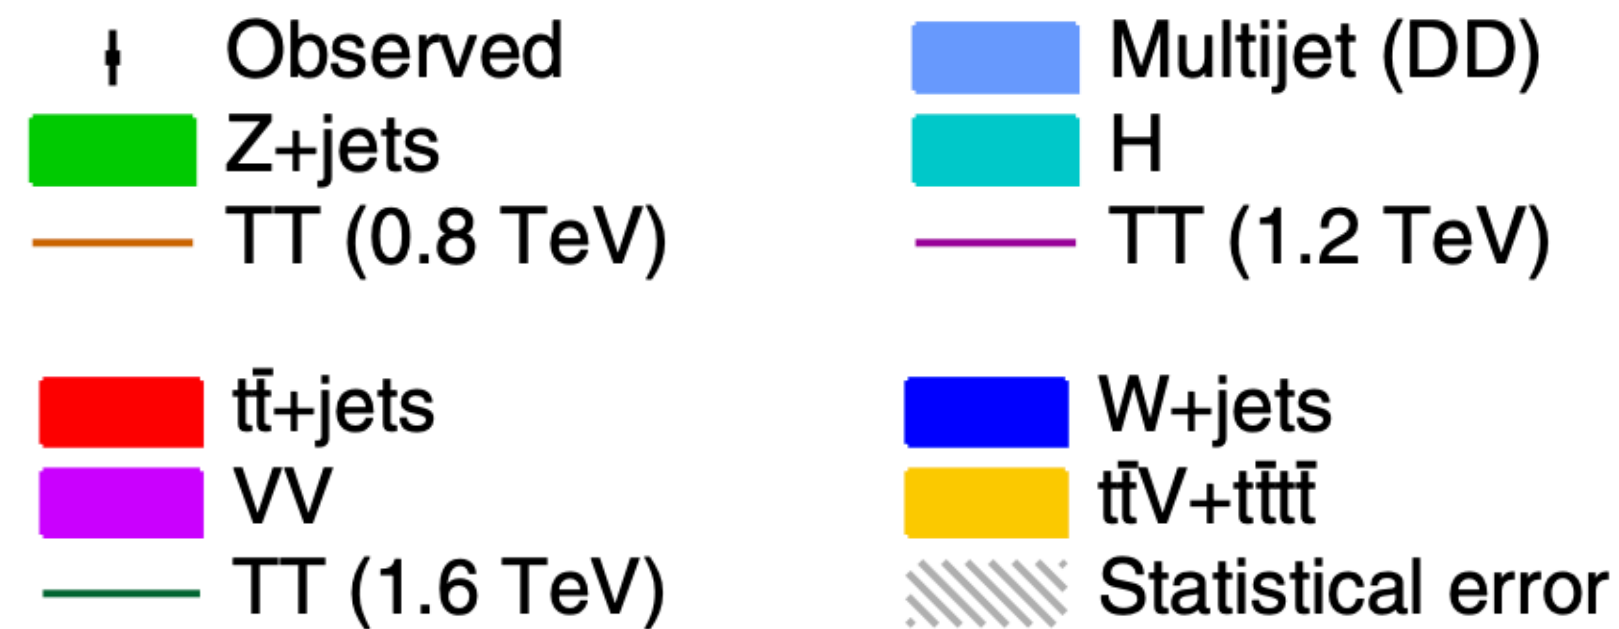 Observed
Multijet (DD)
Z+jets
H
TT (0.8 TeV)
TT (1.2 TeV)
tt̄+jets
W+jets
VV
tt̄V+tt̄tt̄
TT (1.6 TeV)
Statistical error